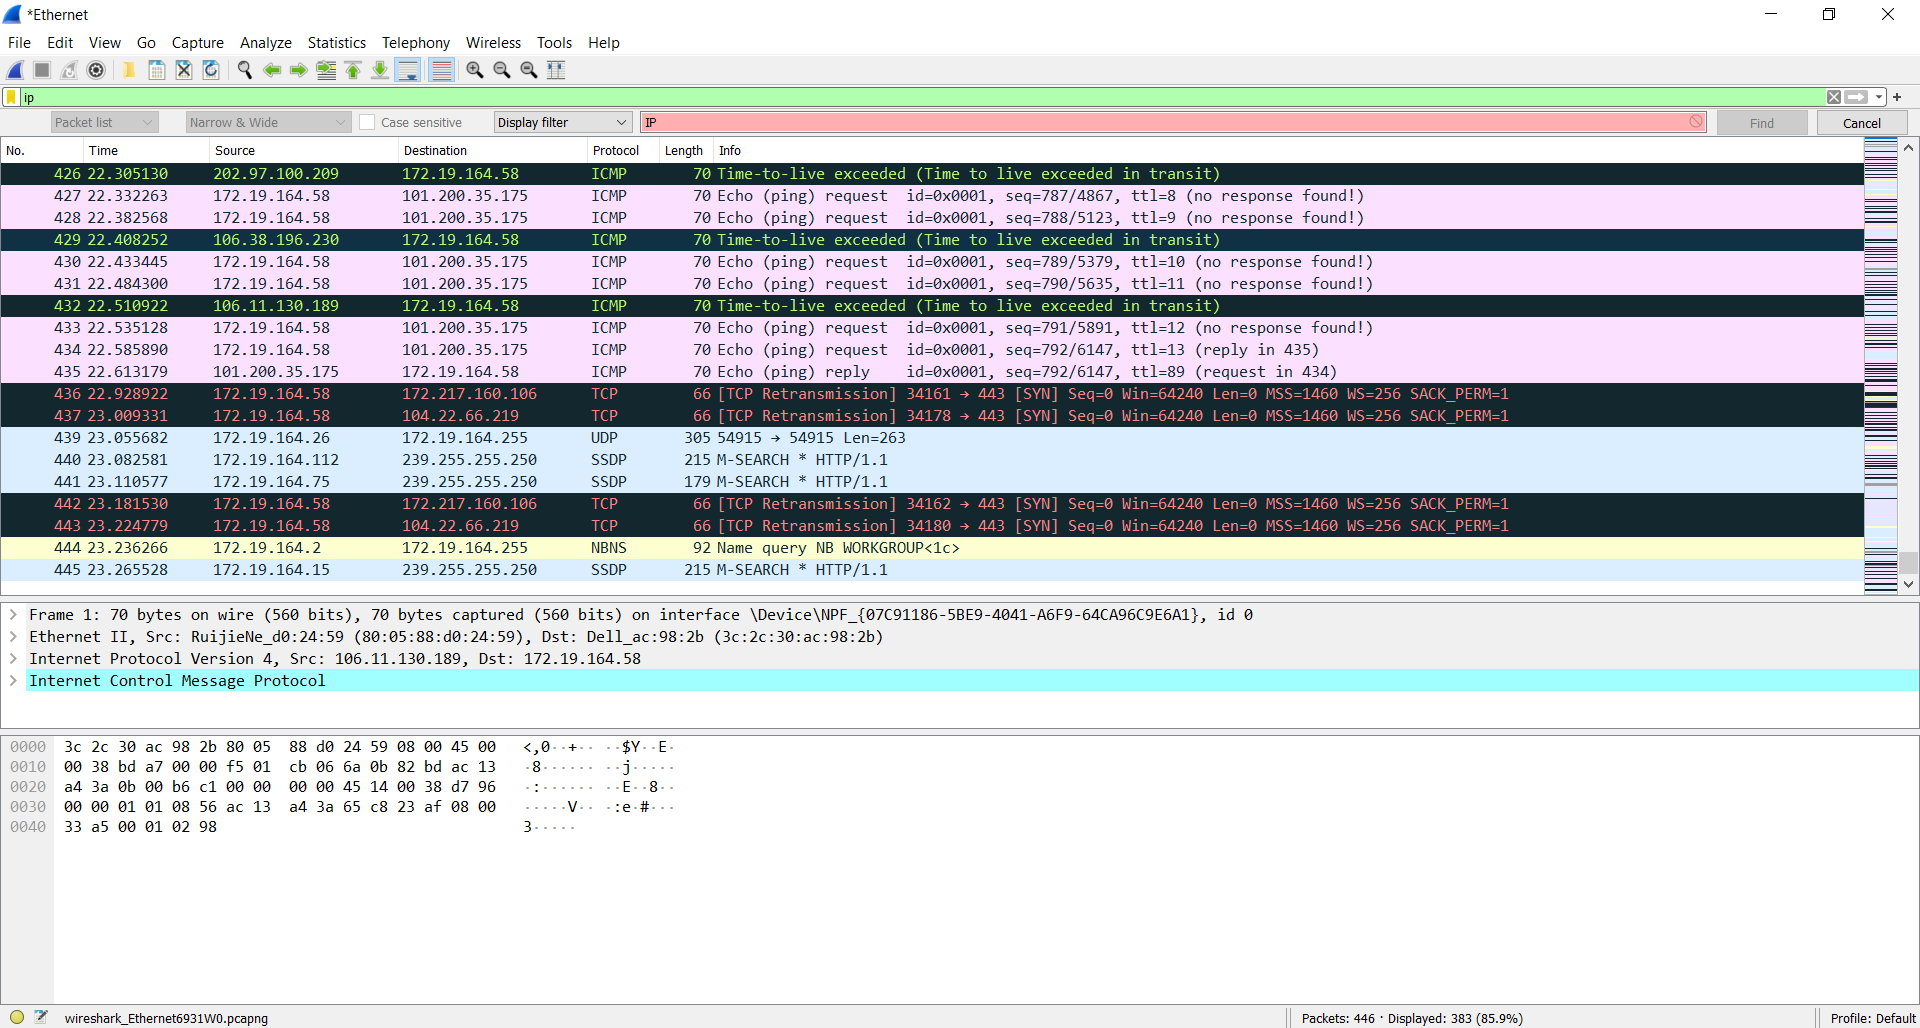 *Ethernet
File Edit View Go Capture Analyze Statistics Telephony Wireless Tools Help
ip
Packet list Narrow & Wide Case sensitive Display filter IP Find Cancel
No. Time Source Destination Protocol Length Info
426 22.305130 202.97.100.209 172.19.164.58 ICMP 70 Time-to-live exceeded (Time to live exceeded in transit)
427 22.332263 172.19.164.58 101.200.35.175 ICMP 70 Echo (ping) request id=0x0001, seq=787/4867, ttl=8 (no response found!)
428 22.382568 172.19.164.58 101.200.35.175 ICMP 70 Echo (ping) request id=0x0001, seq=788/5123, ttl=9 (no response found!)
429 22.408252 106.38.196.230 172.19.164.58 ICMP 70 Time-to-live exceeded (Time to live exceeded in transit)
430 22.433445 172.19.164.58 101.200.35.175 ICMP 70 Echo (ping) request id=0x0001, seq=789/5379, ttl=10 (no response found!)
431 22.484300 172.19.164.58 101.200.35.175 ICMP 70 Echo (ping) request id=0x0001, seq=790/5635, ttl=11 (no response found!)
432 22.510922 106.11.130.189 172.19.164.58 ICMP 70 Time-to-live exceeded (Time to live exceeded in transit)
433 22.535128 172.19.164.58 101.200.35.175 ICMP 70 Echo (ping) request id=0x0001, seq=791/5891, ttl=12 (no response found!)
434 22.585890 172.19.164.58 101.200.35.175 ICMP 70 Echo (ping) request id=0x0001, seq=792/6147, ttl=13 (reply in 435)
435 22.613179 101.200.35.175 172.19.164.58 ICMP 70 Echo (ping) reply id=0x0001, seq=792/6147, ttl=89 (request in 434)
436 22.928922 172.19.164.58 172.217.160.106 TCP 66 [TCP Retransmission] 34161 → 443 [SYN] Seq=0 Win=64240 Len=0 MSS=1460 WS=256 SACK_PERM=1
437 23.009331 172.19.164.58 104.22.66.219 TCP 66 [TCP Retransmission] 34178 → 443 [SYN] Seq=0 Win=64240 Len=0 MSS=1460 WS=256 SACK_PERM=1
439 23.055682 172.19.164.26 172.19.164.255 UDP 305 54915 → 54915 Len=263
440 23.082581 172.19.164.112 239.255.255.250 SSDP 215 M-SEARCH * HTTP/1.1
441 23.110577 172.19.164.75 239.255.255.250 SSDP 179 M-SEARCH * HTTP/1.1
442 23.181530 172.19.164.58 172.217.160.106 TCP 66 [TCP Retransmission] 34162 → 443 [SYN] Seq=0 Win=64240 Len=0 MSS=1460 WS=256 SACK_PERM=1
443 23.224779 172.19.164.58 104.22.66.219 TCP 66 [TCP Retransmission] 34180 → 443 [SYN] Seq=0 Win=64240 Len=0 MSS=1460 WS=256 SACK_PERM=1
444 23.236266 172.19.164.2 172.19.164.255 NBNS 92 Name query NB WORKGROUP<1c>
445 23.265528 172.19.164.15 239.255.255.250 SSDP 215 M-SEARCH * HTTP/1.1
Frame 1: 70 bytes on wire (560 bits), 70 bytes captured (560 bits) on interface \Device\NPF_{07C91186-5BE9-4041-A6F9-64CA96C9E6A1}, id 0
Ethernet II, Src: RuijieNe_d0:24:59 (80:05:88:d0:24:59), Dst: Dell_ac:98:2b (3c:2c:30:ac:98:2b)
Internet Protocol Version 4, Src: 106.11.130.189, Dst: 172.19.164.58
Internet Control Message Protocol
0000 3c 2c 30 ac 98 2b 80 05 88 d0 24 59 08 00 45 00 <,0··+·· ··$Y··E·
0010 00 38 bd a7 00 00 f5 01 cb 06 6a 0b 82 bd ac 13 ·8······ ··j·····
0020 a4 3a 0b 00 b6 c1 00 00 00 00 45 14 00 38 d7 96 ·:······ ··E··8··
0030 00 00 01 01 08 56 ac 13 a4 3a 65 c8 23 af 08 00 ·····V·· ·:e·#···
0040 33 a5 00 01 02 98 3·····
wireshark_Ethernet6931W0.pcapng Packets: 446 · Displayed: 383 (85.9%) Profile: Default